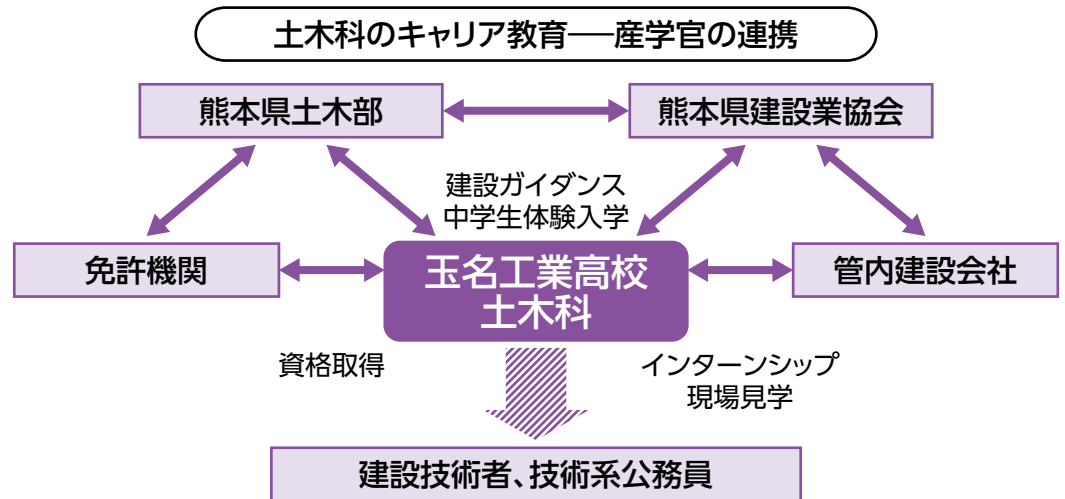 土木科のキャリア教育──産学官の連携
熊本県土木部
熊本県建設業協会
建設ガイダンス
中学生体験入学
免許機関
玉名工業高校
土木科
管内建設会社
資格取得
インターンシップ
現場見学
建設技術者、技術系公務員